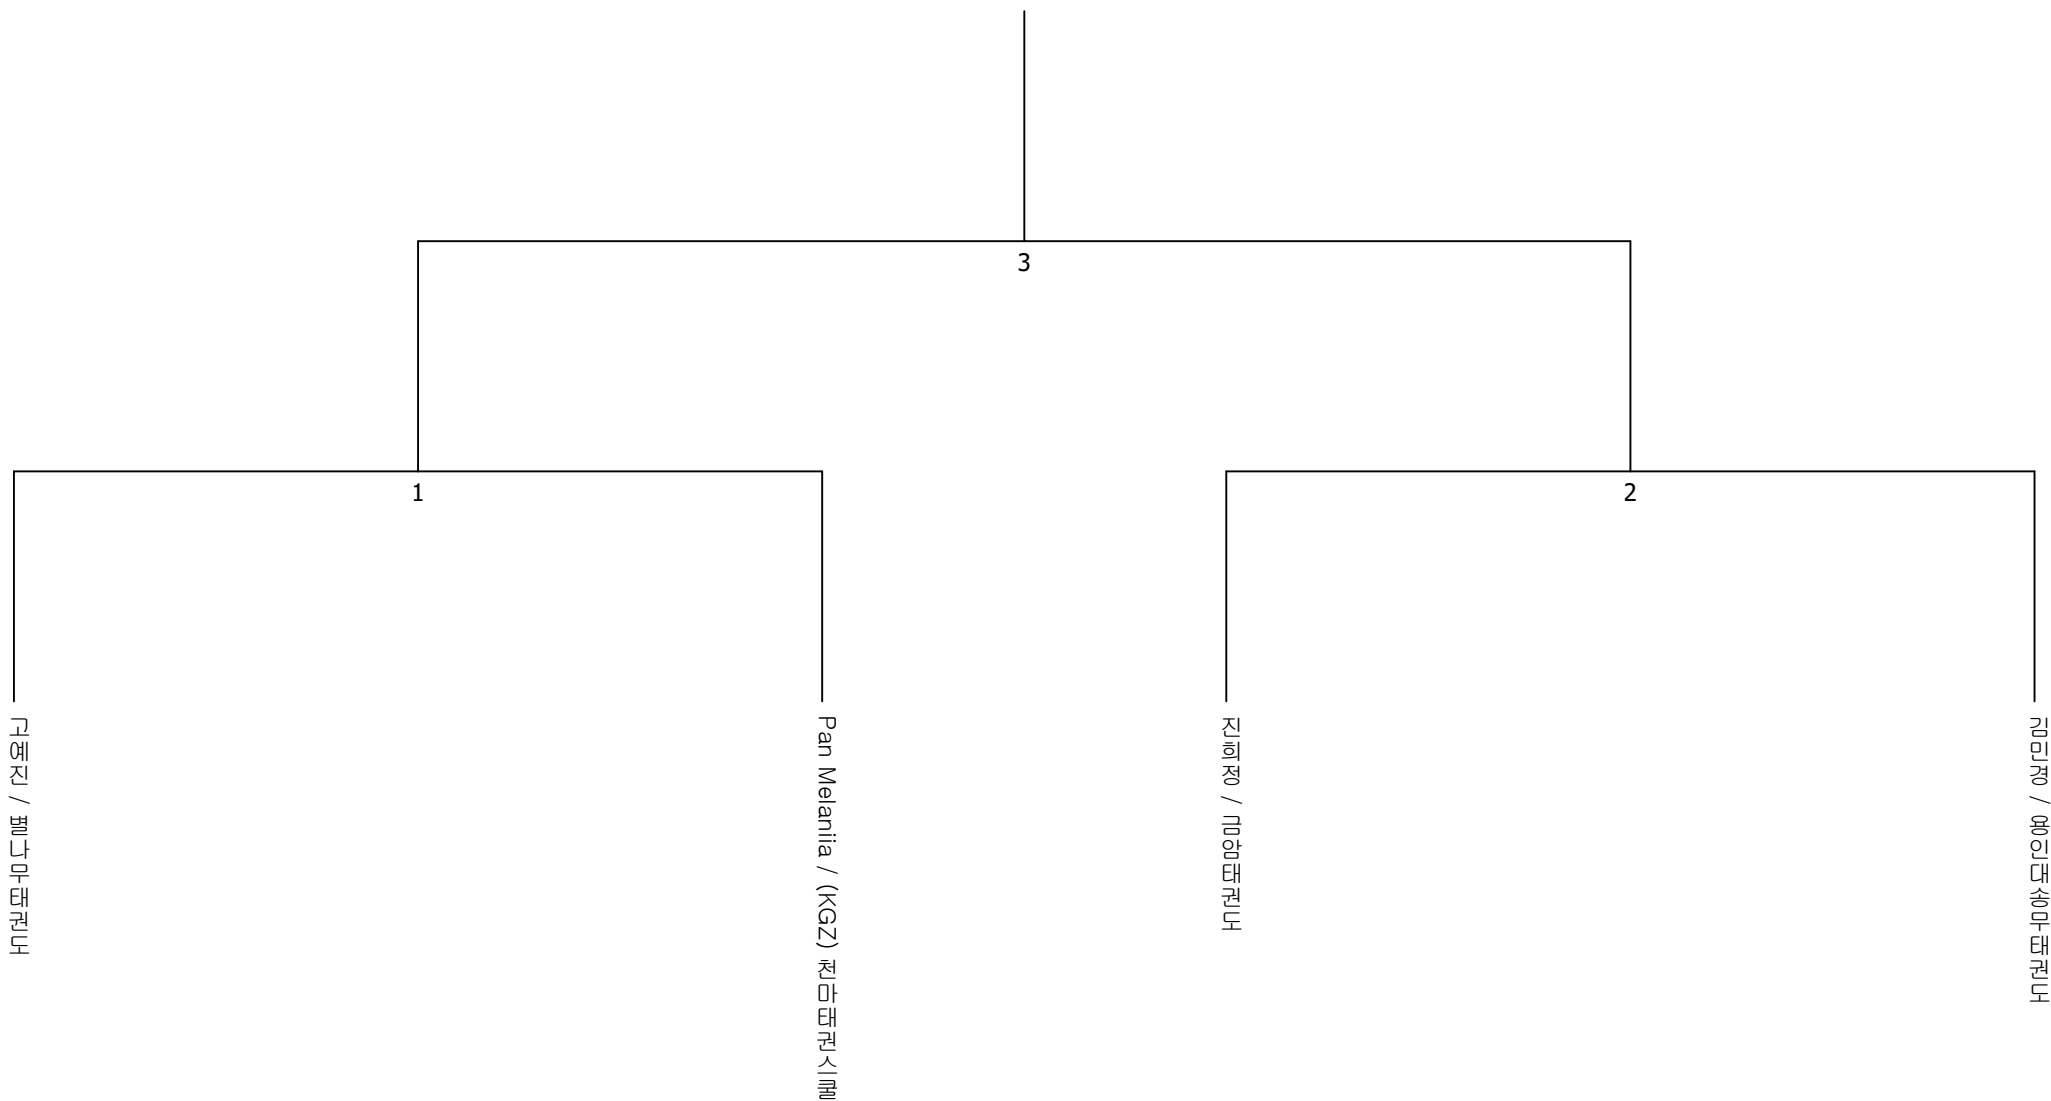 3
1
2
고예진 / 별나무태권도
Pan Melaniia / (KGZ) 천마태권스쿨
진희정 / 금암태권도
김민경 / 용인대송무태권도